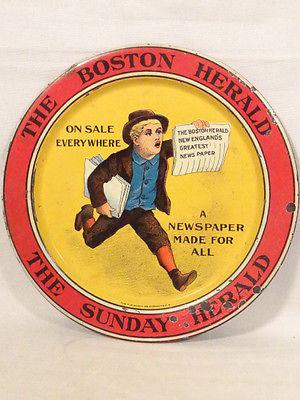 THE BOSTON HERALD
ON SALE
EVERYWHERE
THE BOSTON HERALD
NEW ENGLAND'S
GREATEST
NEWS PAPER
A
NEWSPAPER
MADE FOR
ALL
THE SUNDAY HERALD